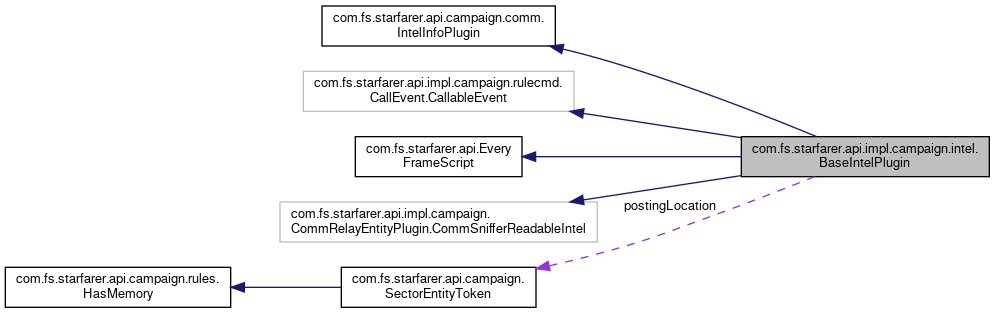 com.fs.starfarer.api.campaign.comm.
IntelInfoPlugin
com.fs.starfarer.api.impl.campaign.rulecmd.
CallEvent.CallableEvent
com.fs.starfarer.api.Every
FrameScript
com.fs.starfarer.api.impl.campaign.intel.
BaseIntelPlugin
com.fs.starfarer.api.impl.campaign.
CommRelayEntityPlugin.CommSnifferReadableIntel
postingLocation
com.fs.starfarer.api.campaign.rules.
HasMemory
com.fs.starfarer.api.campaign.
SectorEntityToken